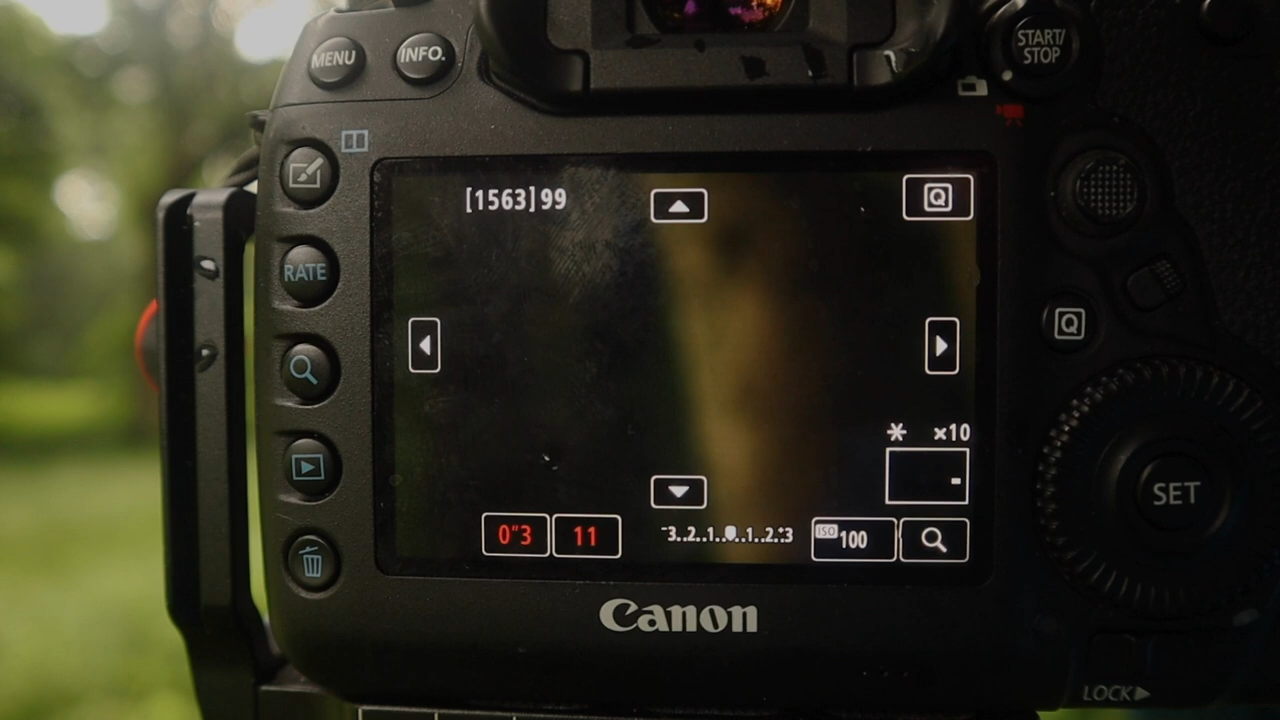 MENU INFO.
START/
STOP
[1563]99
Q
RATE
Q
×10
SET
0"3 11 -3..2..1..0..1..2..+3 ISO 100
Canon
LOCK